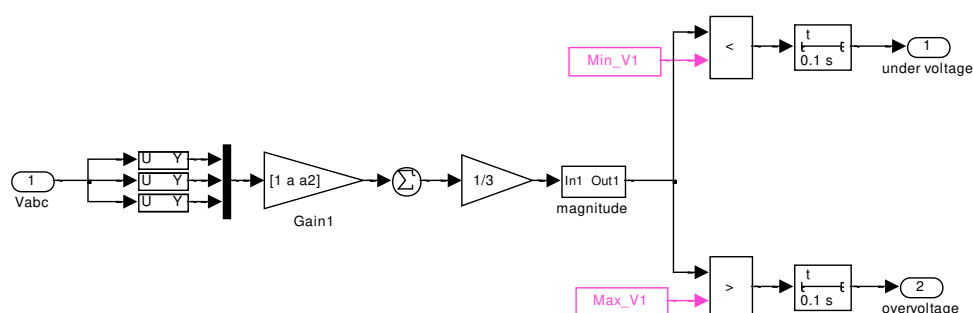 t
0.1 s
1
under voltage
<
Min_V1
U Y
U Y
U Y
1
Vabc
[1 a a2]
Gain1
Σ
1/3
In1 Out1
magnitude
t
0.1 s
2
overvoltage
>
Max_V1